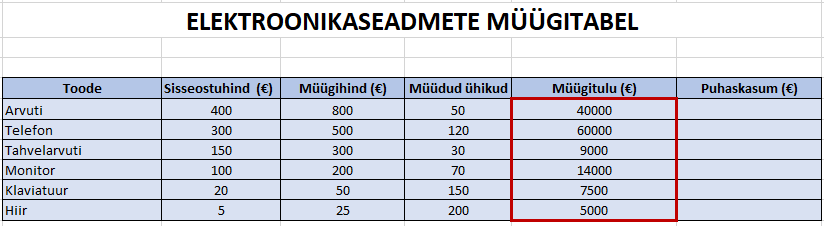 ELEKTROONIKASEADMETE MÜÜGITABEL
Toode Sisseostuhind (€) Müügihind (€) Müüdud ühikud Müügitulu (€) Puhaskasum (€)
Arvuti 400 800 50 40000
Telefon 300 500 120 60000
Tahvelarvuti 150 300 30 9000
Monitor 100 200 70 14000
Klaviatuur 20 50 150 7500
Hiir 5 25 200 5000